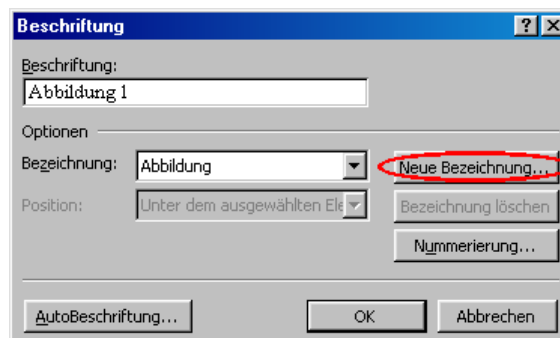 Beschriftung
Beschriftung:
Abbildung 1
Optionen
Bezeichnung: Abbildung Neue Bezeichnung...
Position: Unter dem ausgewählten Ele Bezeichnung löschen
Nummerierung...
AutoBeschriftung... OK Abbrechen